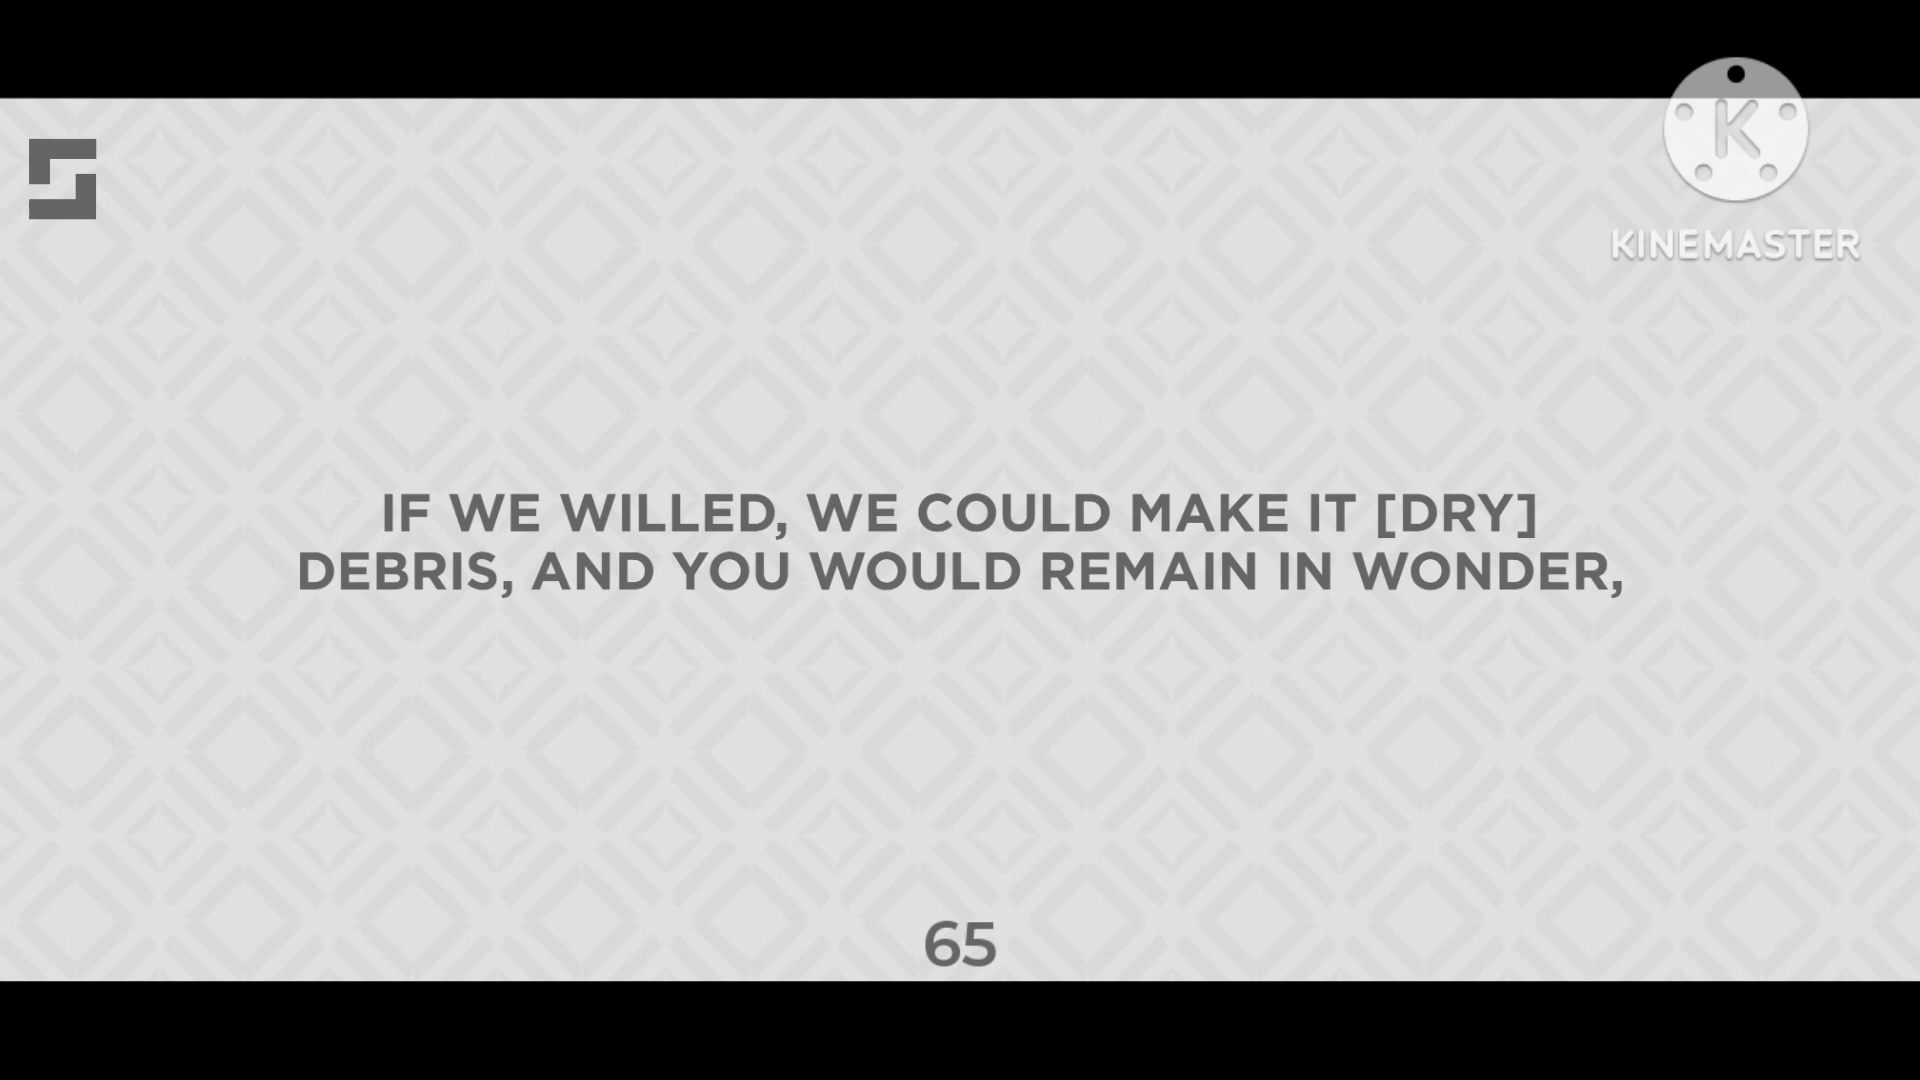 K
KINEMASTER
IF WE WILLED, WE COULD MAKE IT [DRY]
DEBRIS, AND YOU WOULD REMAIN IN WONDER,
65